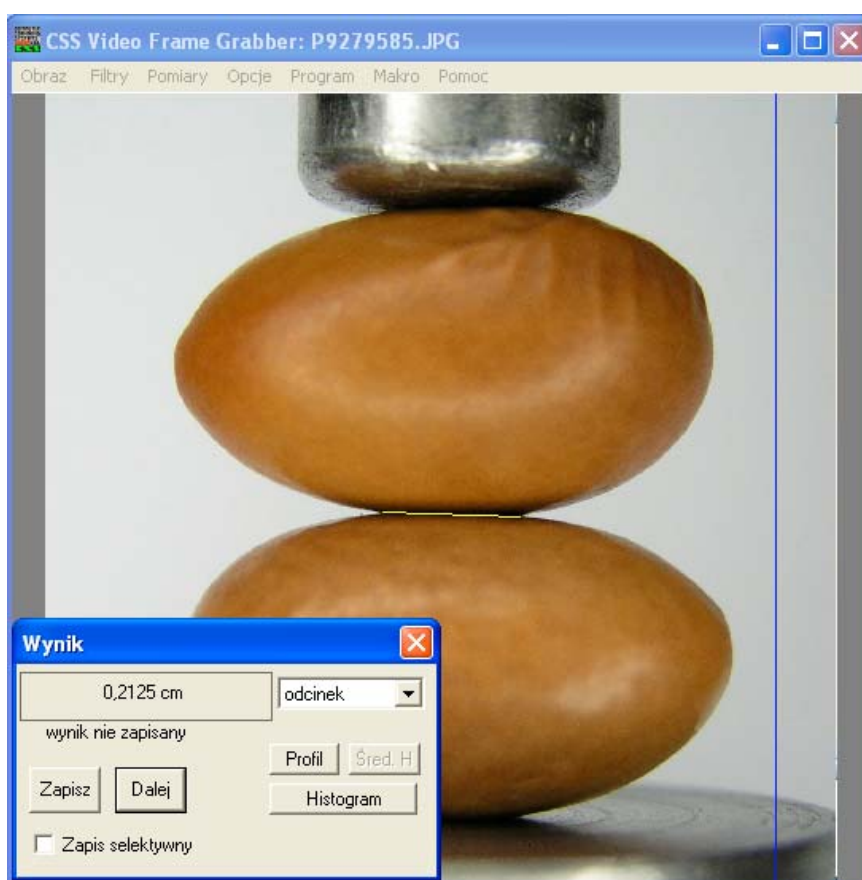 CSS Video Frame Grabber: P9279585.JPG
Obraz Filtry Pomiary Opcje Program Makro Pomoc
Wynik
0,2125 cm
odcinek
wynik nie zapisany
Profil
Śred. H
Zapisz
Dalej
Histogram
Zapis selektywny